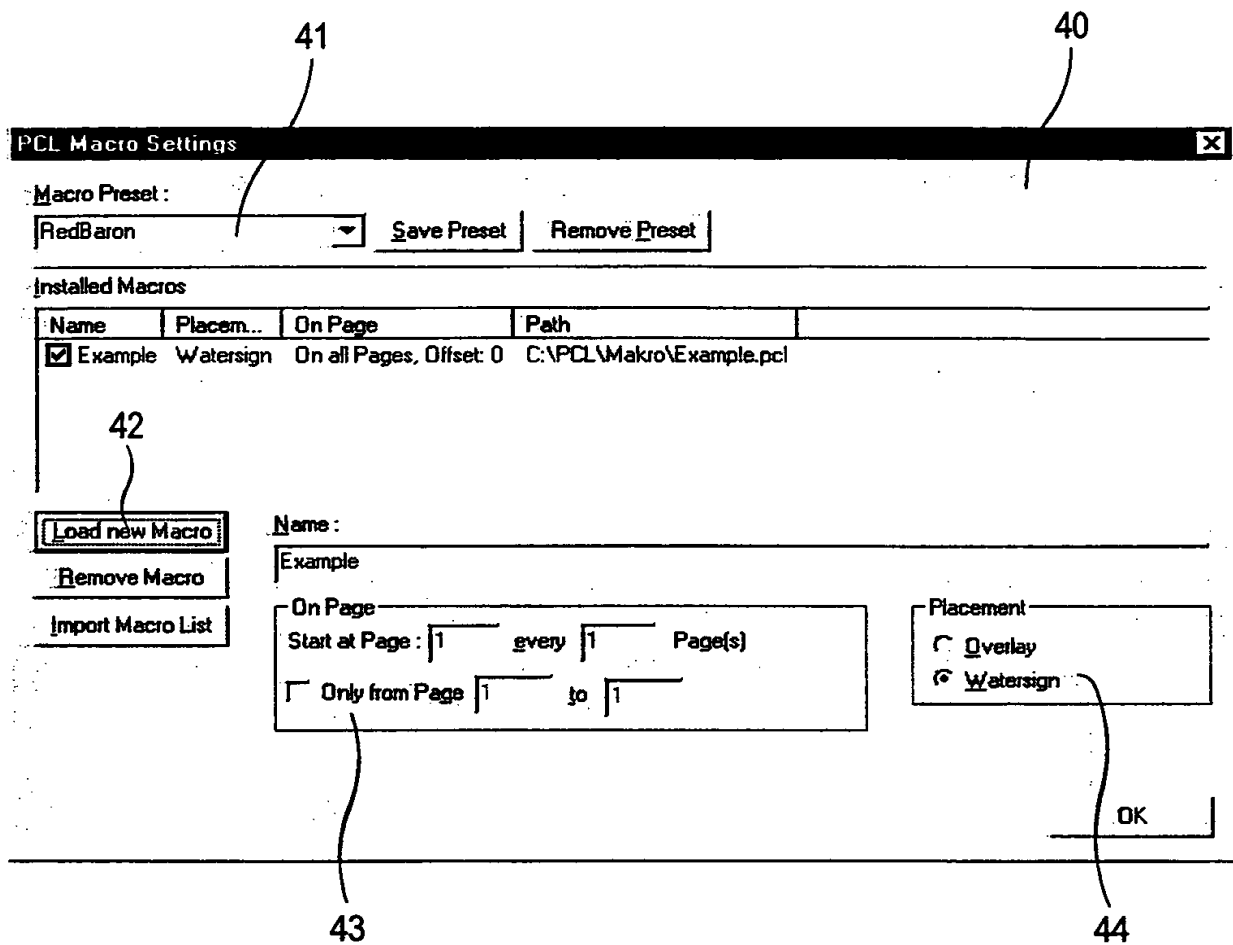 41 40
PCL Macro Settings
Macro Preset :
RedBaron Save Preset Remove Preset
Installed Macros
Name Placem... On Page Path
Example Watersign On all Pages, Offset: 0 C:\PCL\Makro\Example.pcl
42
Load new Macro Name :
Remove Macro Example
Import Macro List On Page Placement
Start at Page : 1 every 1 Page(s) Overlay
Only from Page 1 to 1 Watersign
OK
43 44